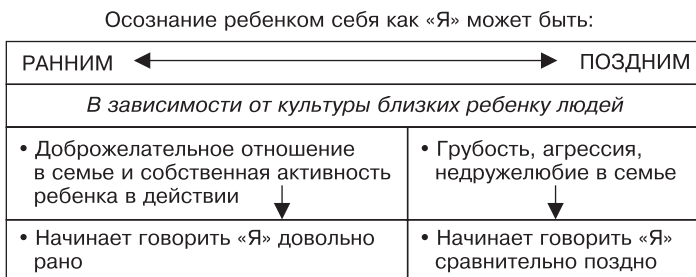 Осознание ребенком себя как «Я» может быть:
РАННИМ ПОЗДНИМ
В зависимости от культуры близких ребенку людей
• Доброжелательное отношение
в семье и собственная активность
ребенка в действии
• Грубость, агрессия,
недружелюбие в семье
• Начинает говорить «Я» довольно
рано
• Начинает говорить «Я»
сравнительно поздно